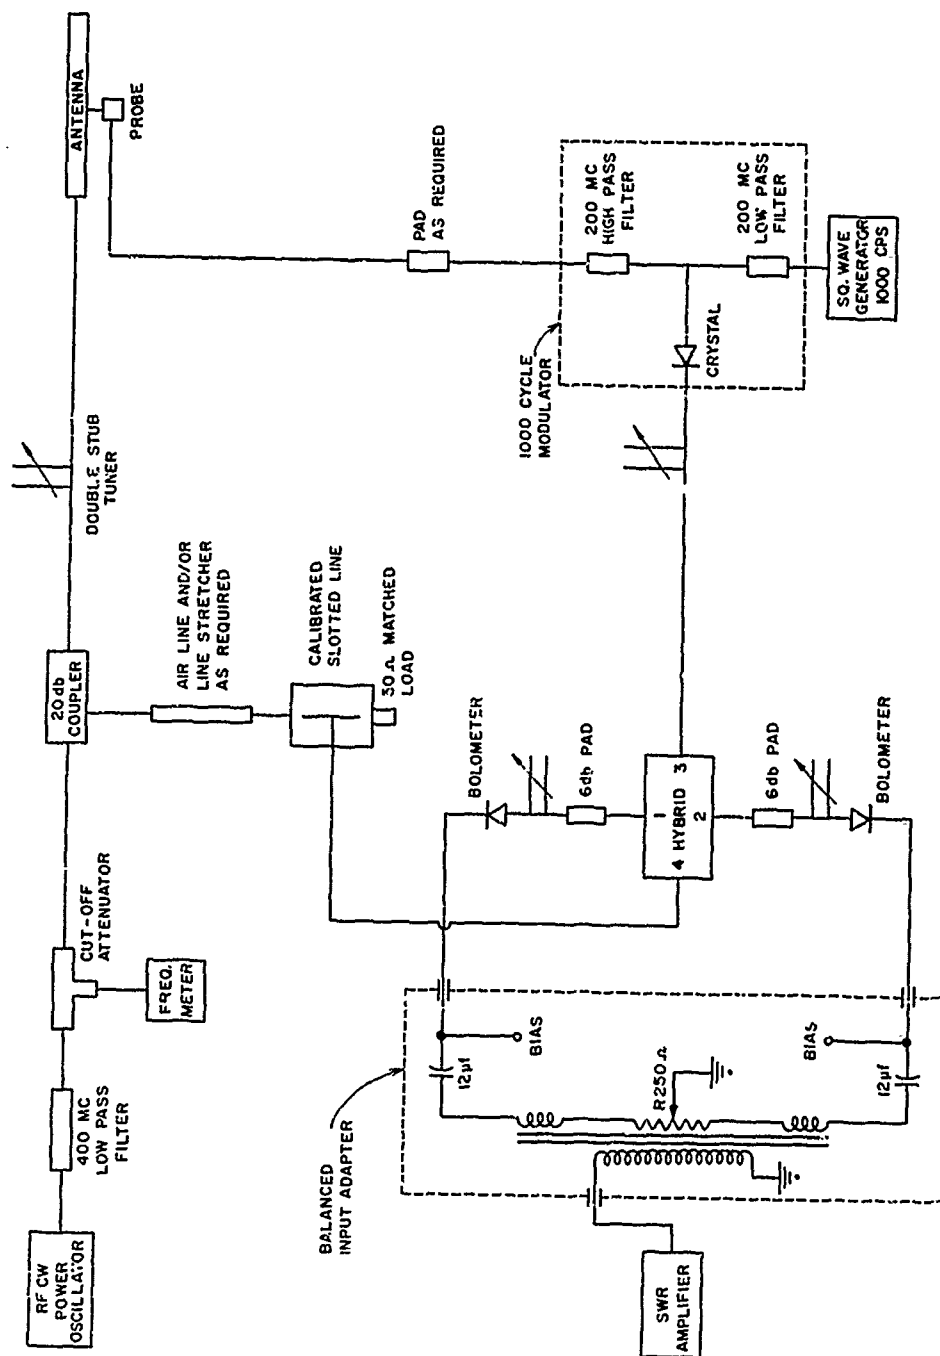 RF CW
POWER
OSCILLATOR
400 MC
LOW PASS
FILTER
CUT-OFF
ATTENUATOR
FREQ.
METER
20 db
COUPLER
DOUBLE STUB
TUNER
ANTENNA
PROBE
AIR LINE AND/OR
LINE STRETCHER
AS REQUIRED
CALIBRATED
SLOTTED LINE
50 Ω MATCHED
LOAD
PAD
AS REQUIRED
200 MC
HIGH PASS
FILTER
200 MC
LOW PASS
FILTER
1000 CYCLE
MODULATOR
CRYSTAL
SQ. WAVE
GENERATOR
1000 CPS
BOLOMETER
6db PAD
1
4 HYBRID 3
2
6db PAD
BOLOMETER
BALANCED
INPUT ADAPTER
12μf
BIAS
R250Ω
BIAS
12μf
SWR
AMPLIFIER